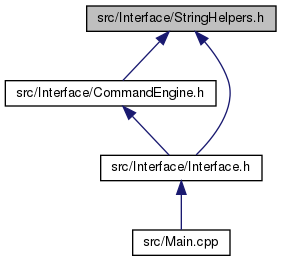 src/Interface/StringHelpers.h
src/Interface/CommandEngine.h
src/Interface/Interface.h
src/Main.cpp